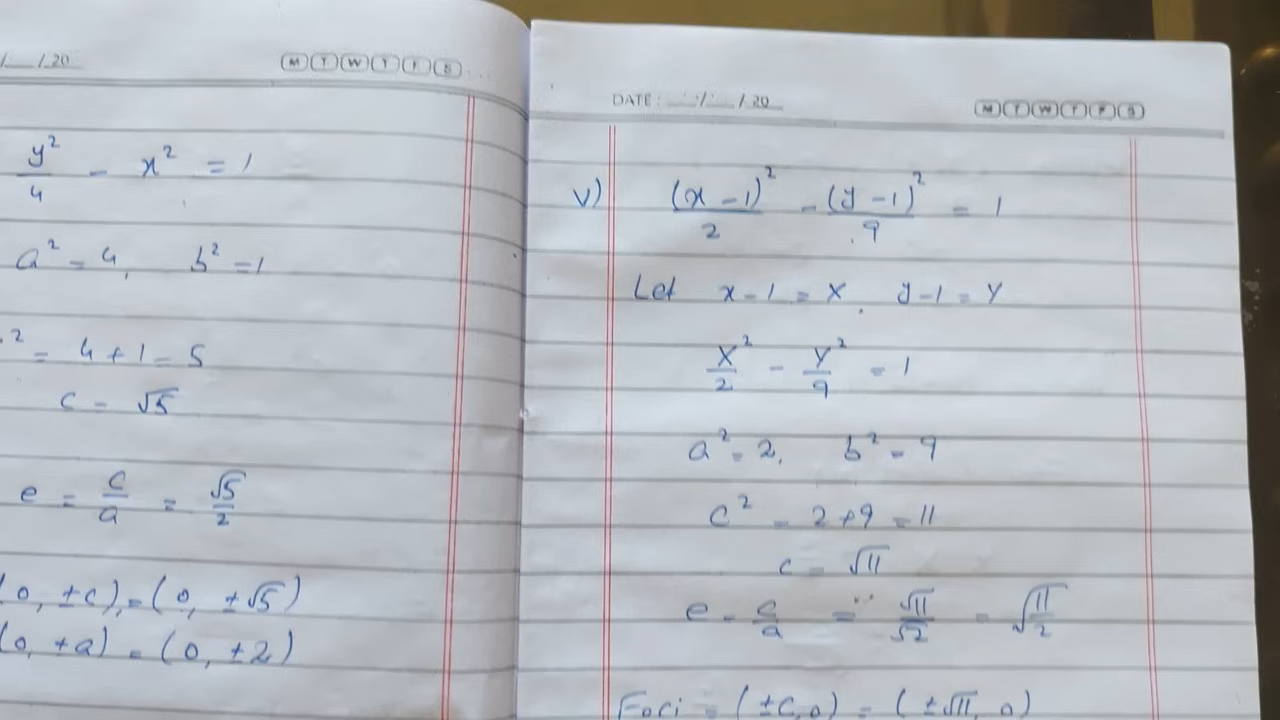 / /20 M T W T F S
y²/4 - x² = 1
a² = 4, b² = 1
² = 4 + 1 = 5
c = √5
e = c/a = √5/2
(0, ±c), = (0, ±√5)
(0, ±a) = (0, ±2)
DATE: / /20 M T W T F S
v) (x - 1)²/2 - (y - 1)²/9 = 1
Let x - 1 = X, y - 1 = Y
X²/2 - Y²/9 = 1
a² = 2, b² = 9
c² = 2 + 9 = 11
c = √11
e = c/a = √11/√2 = √11/2
Foci = (±c, 0) = (±√11, 0)